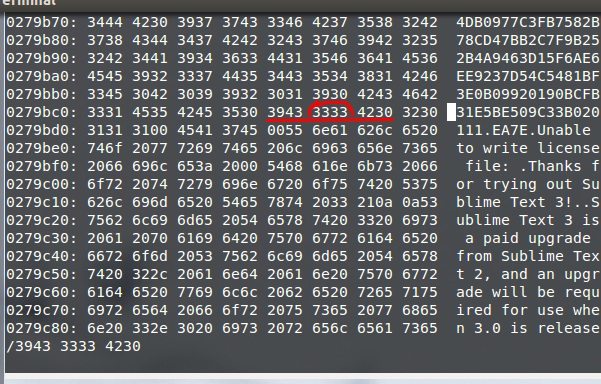 erminal
0279b70: 3444 4230 3937 3743 3346 4237 3538 3242  4DB0977C3FB7582B
0279b80: 3738 4344 3437 4242 3243 3746 3942 3235  78CD47BB2C7F9B25
0279b90: 3242 3441 3934 3633 4431 3546 3641 4536  2B4A9463D15F6AE6
0279ba0: 4545 3932 3337 4435 3443 3534 3831 4246  EE9237D54C5481BF
0279bb0: 3345 3042 3039 3932 3031 3930 4243 4642  3E0B09920190BCFB
0279bc0: 3331 4535 4245 3530 3943 3333 4230 3230  31E5BE509C33B020
0279bd0: 3131 3100 4541 3745 0055 6e61 626c 6520  111.EA7E.Unable
0279be0: 746f 2077 7269 7465 206c 6963 656e 7365  to write license
0279bf0: 2066 696c 653a 2000 5468 616e 6b73 2066   file: .Thanks f
0279c00: 6f72 2074 7279 696e 6720 6f75 7420 5375  or trying out Su
0279c10: 626c 696d 6520 5465 7874 2033 210a 0a53  blime Text 3!..S
0279c20: 7562 6c69 6d65 2054 6578 7420 3320 6973  ublime Text 3 is
0279c30: 2061 2070 6169 6420 7570 6772 6164 6520   a paid upgrade
0279c40: 6672 6f6d 2053 7562 6c69 6d65 2054 6578  from Sublime Tex
0279c50: 7420 322c 2061 6e64 2061 6e20 7570 6772  t 2, and an upgr
0279c60: 6164 6520 7769 6c6c 2062 6520 7265 7175  ade will be requ
0279c70: 6972 6564 2066 6f72 2075 7365 2077 6865  ired for use whe
0279c80: 6e20 332e 3020 6973 2072 656c 6561 7365  n 3.0 is release
/3943 3333 4230